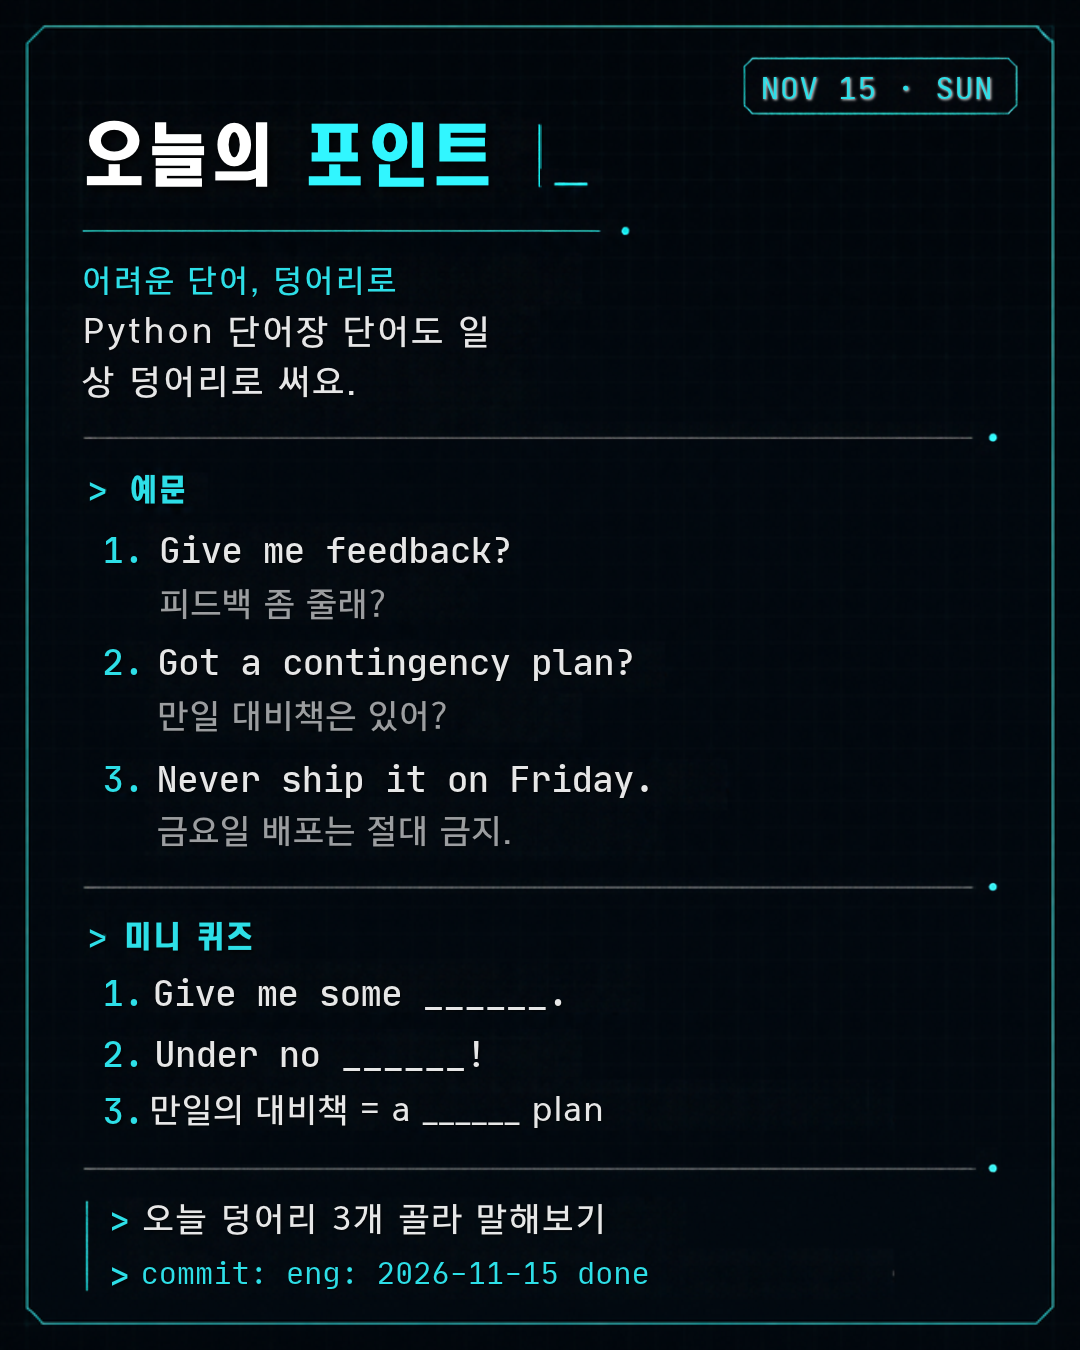 NOV 15 · SUN
오늘의 포인트 |_
어려운 단어, 덩어리로
Python 단어장 단어도 일
상 덩어리로 써요.
> 예문
1. Give me feedback?
피드백 좀 줄래?
2. Got a contingency plan?
만일 대비책은 있어?
3. Never ship it on Friday.
금요일 배포는 절대 금지.
> 미니 퀴즈
1. Give me some ______.
2. Under no ______!
3. 만일의 대비책 = a ______ plan
> 오늘 덩어리 3개 골라 말해보기
> commit: eng: 2026-11-15 done